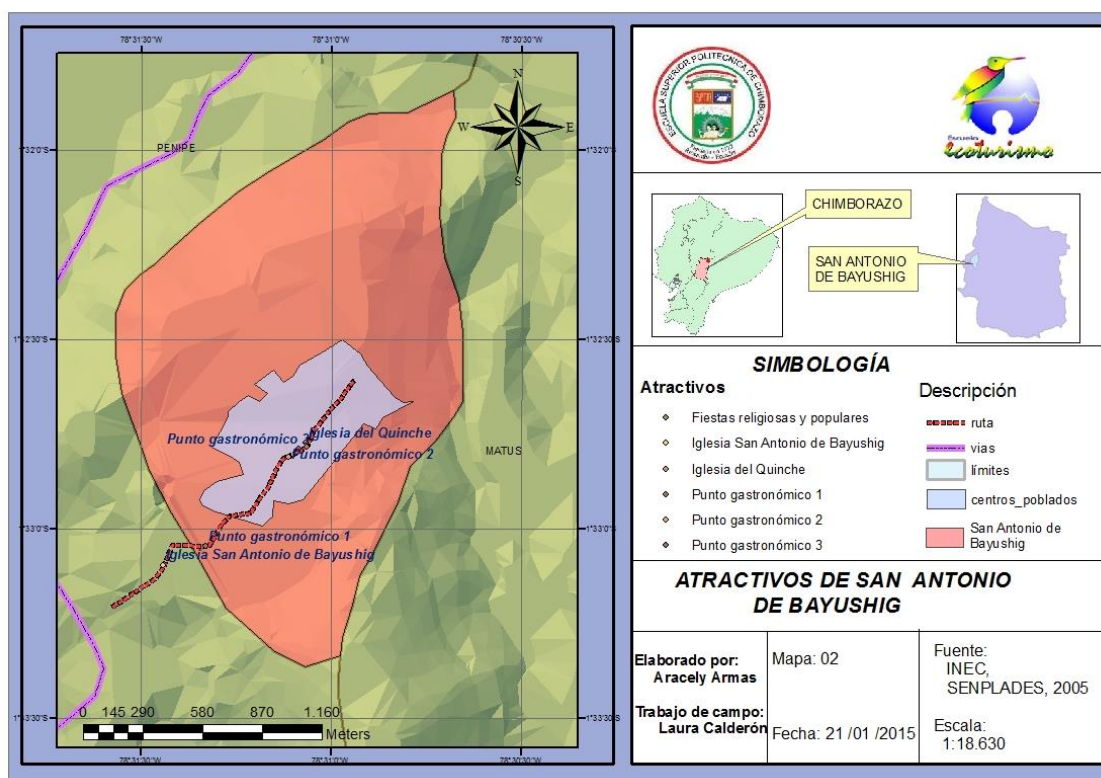 78°31'30"W
78°31'0"W
78°30'30"W
N
W
E
S
PENIPE
1°32'0"S
1°32'0"S
1°32'30"S
1°32'30"S
Punto gastronómico 3
Iglesia del Quinche
Punto gastronómico 2
MATUS
1°33'0"S
1°33'0"S
Punto gastronómico 1
Iglesia San Antonio de Bayushig
1°33'30"S
1°33'30"S
0 145 290 580 870 1.160
Meters
78°31'30"W
78°31'0"W
78°30'30"W
ESCUELA SUPERIOR POLITECNICA DE CHIMBORAZO
Escuela
ecoturismo
CHIMBORAZO
SAN ANTONIO
DE BAYUSHIG
SIMBOLOGÍA
Atractivos
Fiestas religiosas y populares
Iglesia San Antonio de Bayushig
Iglesia del Quinche
Punto gastronómico 1
Punto gastronómico 2
Punto gastronómico 3
Descripción
ruta
vias
límites
centros_poblados
San Antonio de
Bayushig
ATRACTIVOS DE SAN ANTONIO
DE BAYUSHIG
Elaborado por:
Aracely Armas
Trabajo de campo:
Laura Calderón
Mapa: 02
Fecha: 21 /01 /2015
Fuente:
INEC,
SENPLADES, 2005
Escala:
1:18.630